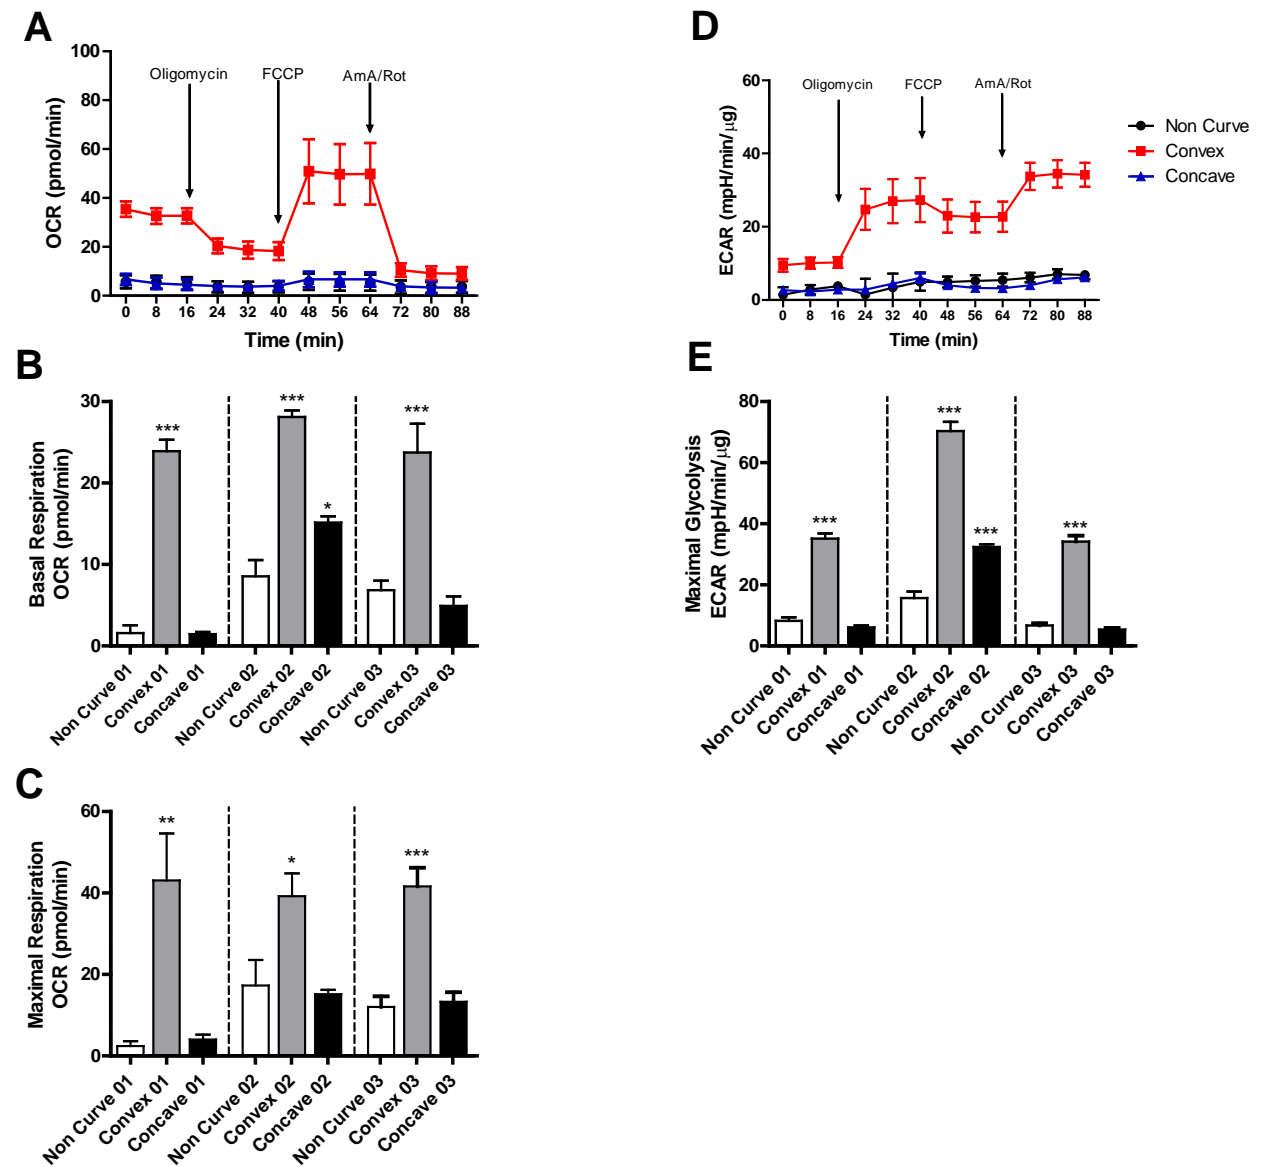 A
OCR (pmol/min)
100
80
60
40
20
0
Oligomycin
FCCP
AmA/Rot
0 8 16 24 32 40 48 56 64 72 80 88
Time (min)
D
ECAR (mpH/min/μg)
60
40
20
0
Oligomycin
FCCP
AmA/Rot
0 8 16 24 32 40 48 56 64 72 80 88
Time (min)
Non Curve
Convex
Concave
B
Basal Respiration
OCR (pmol/min)
30
20
10
0
***
***
*
***
Non Curve 01
Convex 01
Concave 01
Non Curve 02
Convex 02
Concave 02
Non Curve 03
Convex 03
Concave 03
E
Maximal Glycolysis
ECAR (mpH/min/μg)
80
60
40
20
0
***
***
***
***
Non Curve 01
Convex 01
Concave 01
Non Curve 02
Convex 02
Concave 02
Non Curve 03
Convex 03
Concave 03
C
Maximal Respiration
OCR (pmol/min)
60
40
20
0
**
*
***
Non Curve 01
Convex 01
Concave 01
Non Curve 02
Convex 02
Concave 02
Non Curve 03
Convex 03
Concave 03